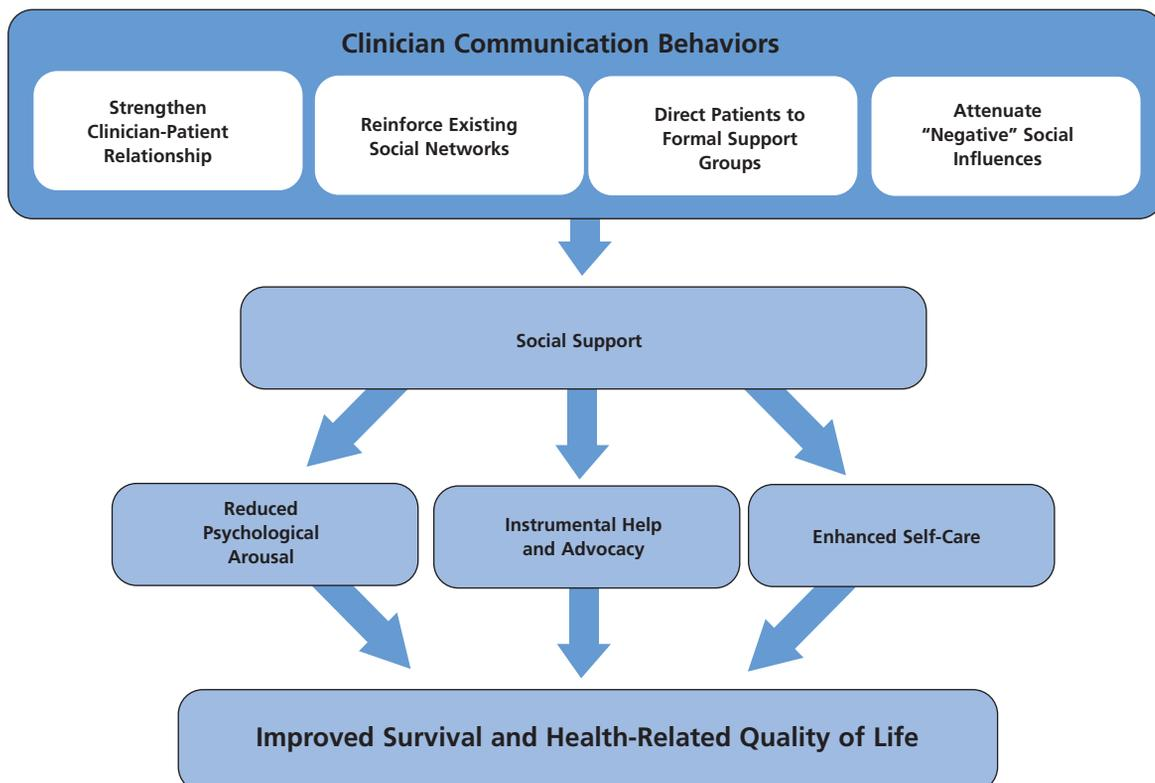 Clinician Communication Behaviors
Strengthen
Clinician-Patient
Relationship
Reinforce Existing
Social Networks
Direct Patients to
Formal Support
Groups
Attenuate
“Negative” Social
Influences
Social Support
Reduced
Psychological
Arousal
Instrumental Help
and Advocacy
Enhanced Self-Care
Improved Survival and Health-Related Quality of Life